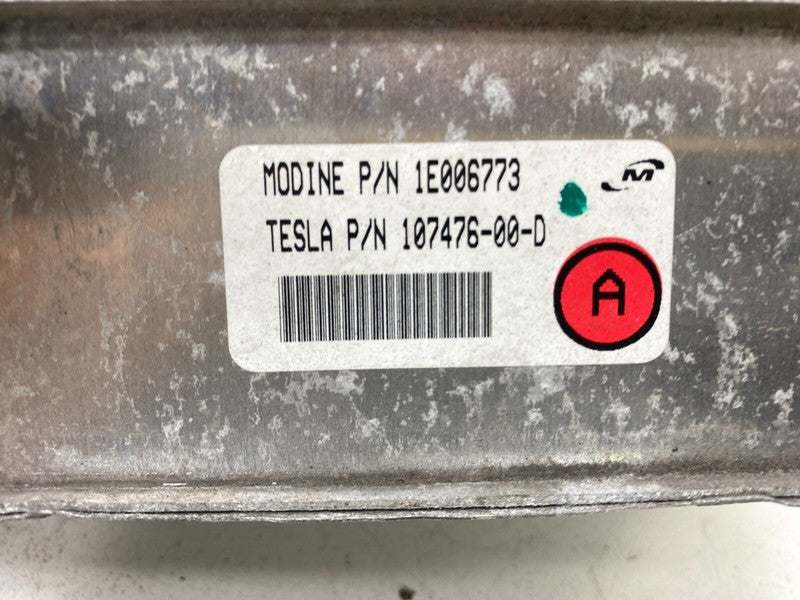 MODINE P/N 1E006773
M
TESLA P/N 107476-00-D
A